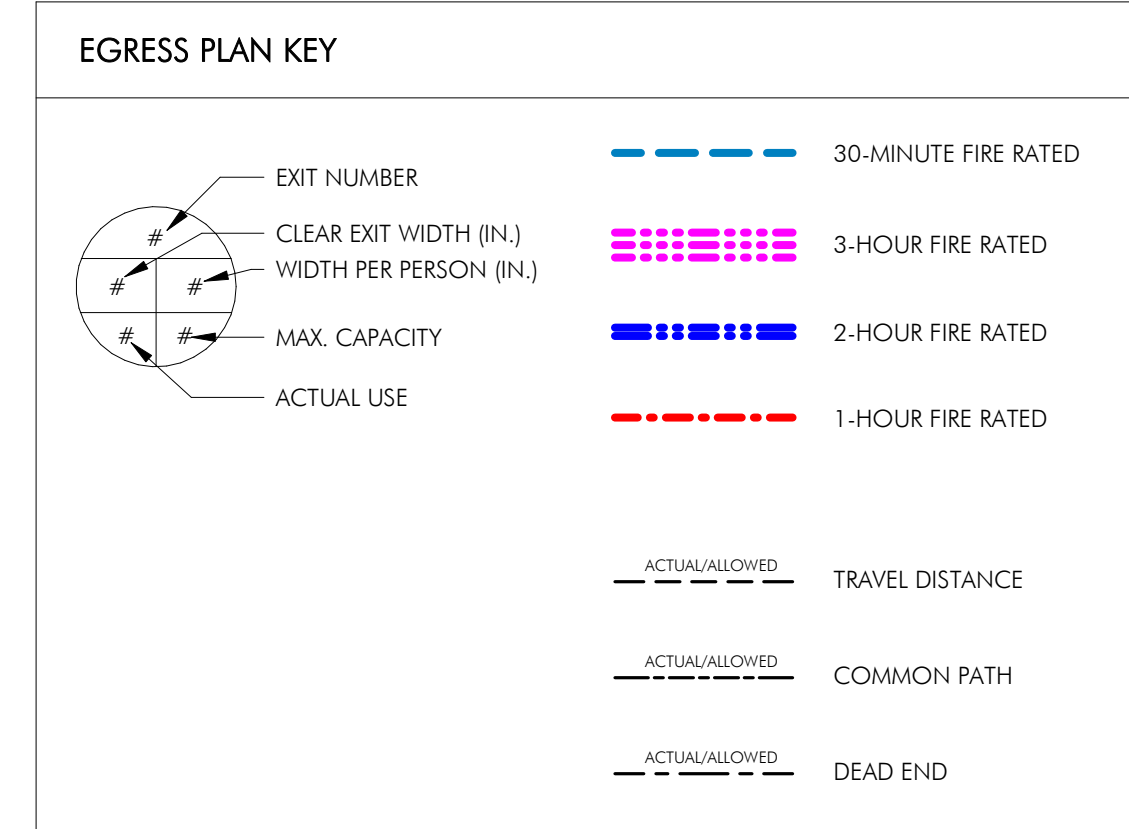 EGRESS PLAN KEY
EXIT NUMBER
CLEAR EXIT WIDTH (IN.)
WIDTH PER PERSON (IN.)
MAX. CAPACITY
ACTUAL USE
#
# #
# #
30-MINUTE FIRE RATED
3-HOUR FIRE RATED
2-HOUR FIRE RATED
1-HOUR FIRE RATED
ACTUAL/ALLOWED
TRAVEL DISTANCE
ACTUAL/ALLOWED
COMMON PATH
ACTUAL/ALLOWED
DEAD END